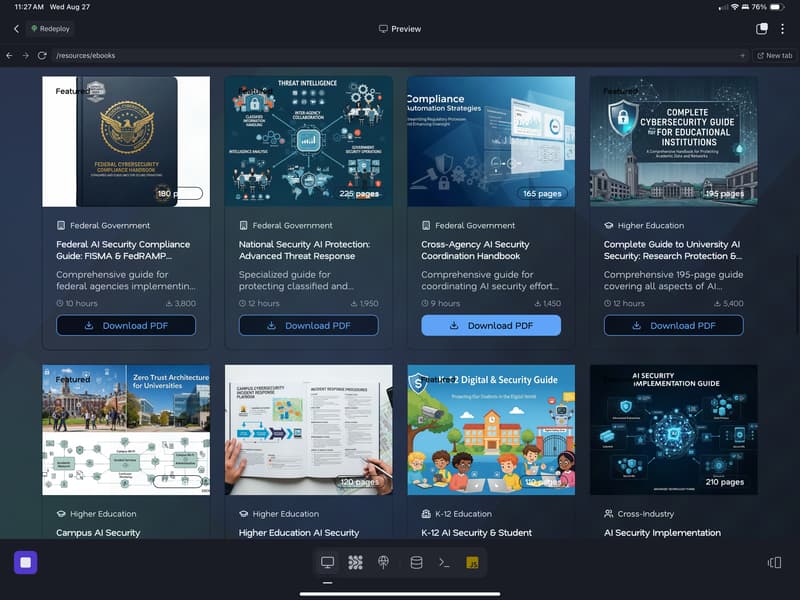 11:27 AM Wed Aug 27
76%
Redeploy
Preview
/resources/ebooks
New tab
Featured
FEDERAL CYBERSECURITY
COMPLIANCE HANDBOOK
180 p
Federal Government
Federal AI Security Compliance
Guide: FISMA & FedRAMP...
Comprehensive guide for
federal agencies implementin...
10 hours
3,800
Download PDF
Featured
THREAT INTELLIGENCE
CLASSIFIED
INFORMATION
HANDLING
INTER-AGENCY
COLLABORATION
INTELLIGENCE ANALYSIS
GOVERNMENT
SECURITY OPERATIONS
225 pages
Federal Government
National Security AI Protection:
Advanced Threat Response
Specialized guide for
protecting classified and...
12 hours
1,950
Download PDF
Compliance
Automation Strategies
165 pages
Federal Government
Cross-Agency AI Security
Coordination Handbook
Comprehensive guide for
coordinating AI security effort...
9 hours
1,450
Download PDF
Featured
COMPLETE
CYBERSECURITY GUIDE
for FOR EDUCATIONAL
INSTITUTIONS
A Comprehensive Handbook for Protecting
Academic Data and Networks
195 pages
Higher Education
Complete Guide to University AI
Security: Research Protection &...
Comprehensive 195-page guide
covering all aspects of AI...
12 hours
5,400
Download PDF
Featured
Zero Trust Architecture
for Universities
Higher Education
Campus AI Security
CAMPUS CYBERSECURITY
INCIDENT RESPONSE
PLAYBOOK
INCIDENT RESPONSE PROCEDURES
120 pages
Higher Education
Higher Education AI Security
Featured
K-12 Digital & Security Guide
Protecting Our Students in the Digital World
110 pages
K-12 Education
K-12 AI Security & Student
AI SECURITY
IMPLEMENTATION GUIDE
210 pages
Cross-Industry
AI Security Implementation
JS